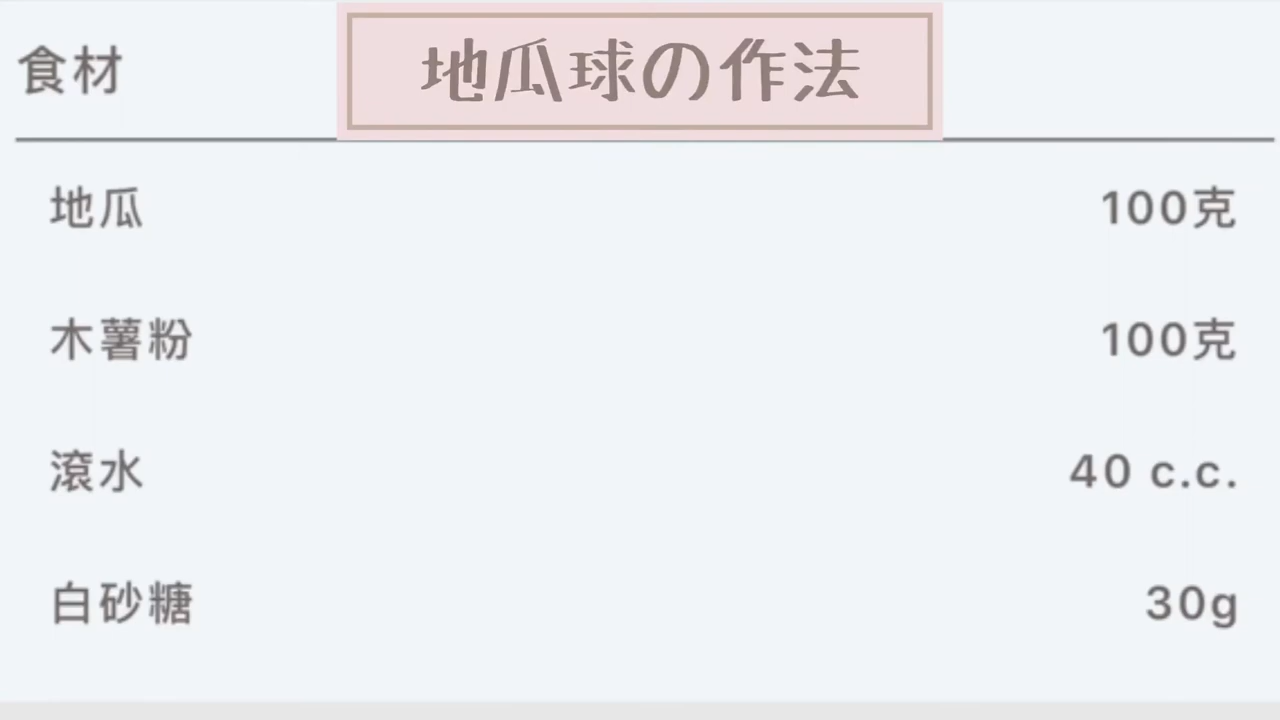 地瓜球の作法
食材
地瓜 100克
木薯粉 100克
滾水 40 c.c.
白砂糖 30g